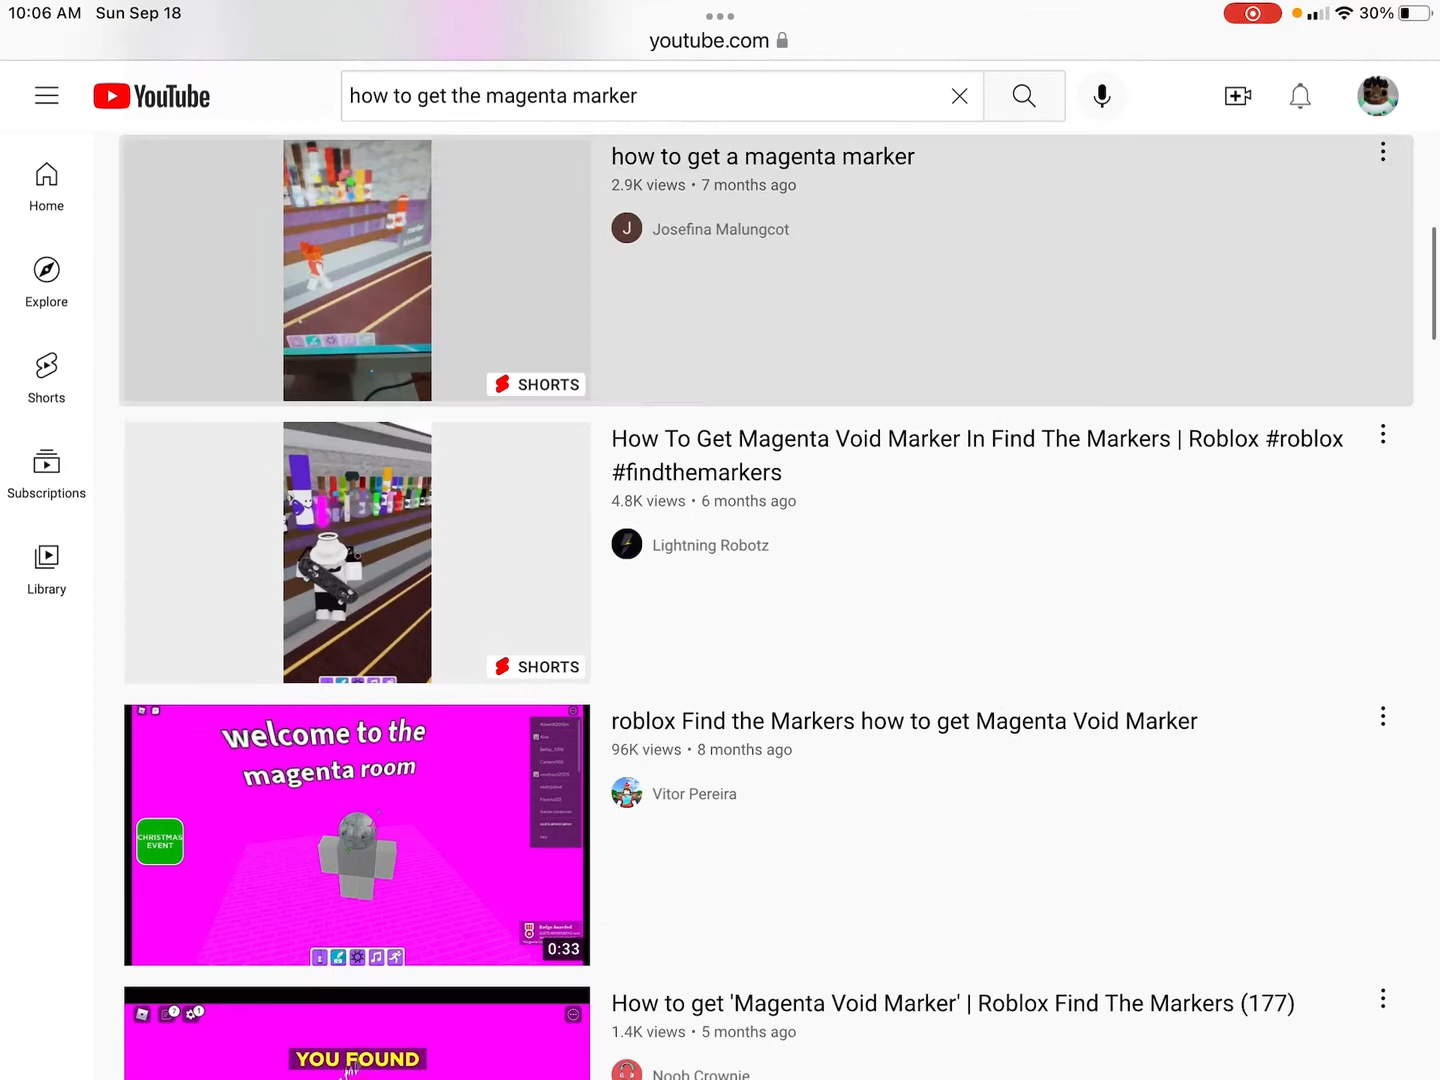 10:06 AM Sun Sep 18
30%
youtube.com
YouTube
how to get the magenta marker
Home
Explore
Shorts
Subscriptions
Library
how to get a magenta marker
2.9K views • 7 months ago
J
Josefina Malungcot
SHORTS
How To Get Magenta Void Marker In Find The Markers | Roblox #roblox
#findthemarkers
4.8K views • 6 months ago
Lightning Robotz
SHORTS
welcome to the
magenta room
CHRISTMAS
EVENT
Badge Awarded
0:33
roblox Find the Markers how to get Magenta Void Marker
96K views • 8 months ago
Vitor Pereira
7
1
YOU FOUND
How to get 'Magenta Void Marker' | Roblox Find The Markers (177)
1.4K views • 5 months ago
Noob Crownie